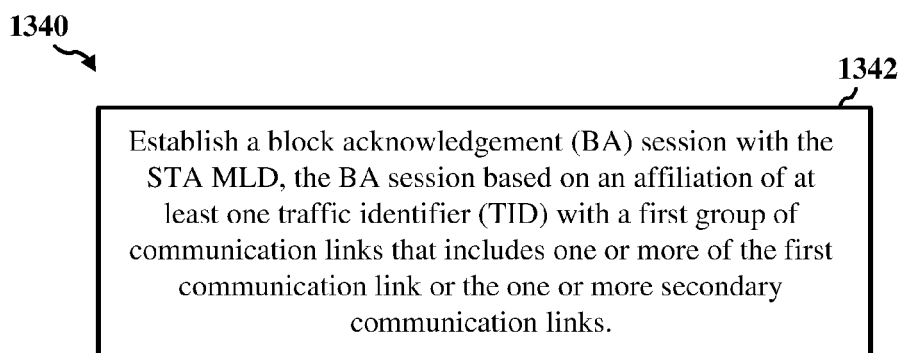 1340
1342
Establish a block acknowledgement (BA) session with the
STA MLD, the BA session based on an affiliation of at
least one traffic identifier (TID) with a first group of
communication links that includes one or more of the first
communication link or the one or more secondary
communication links.